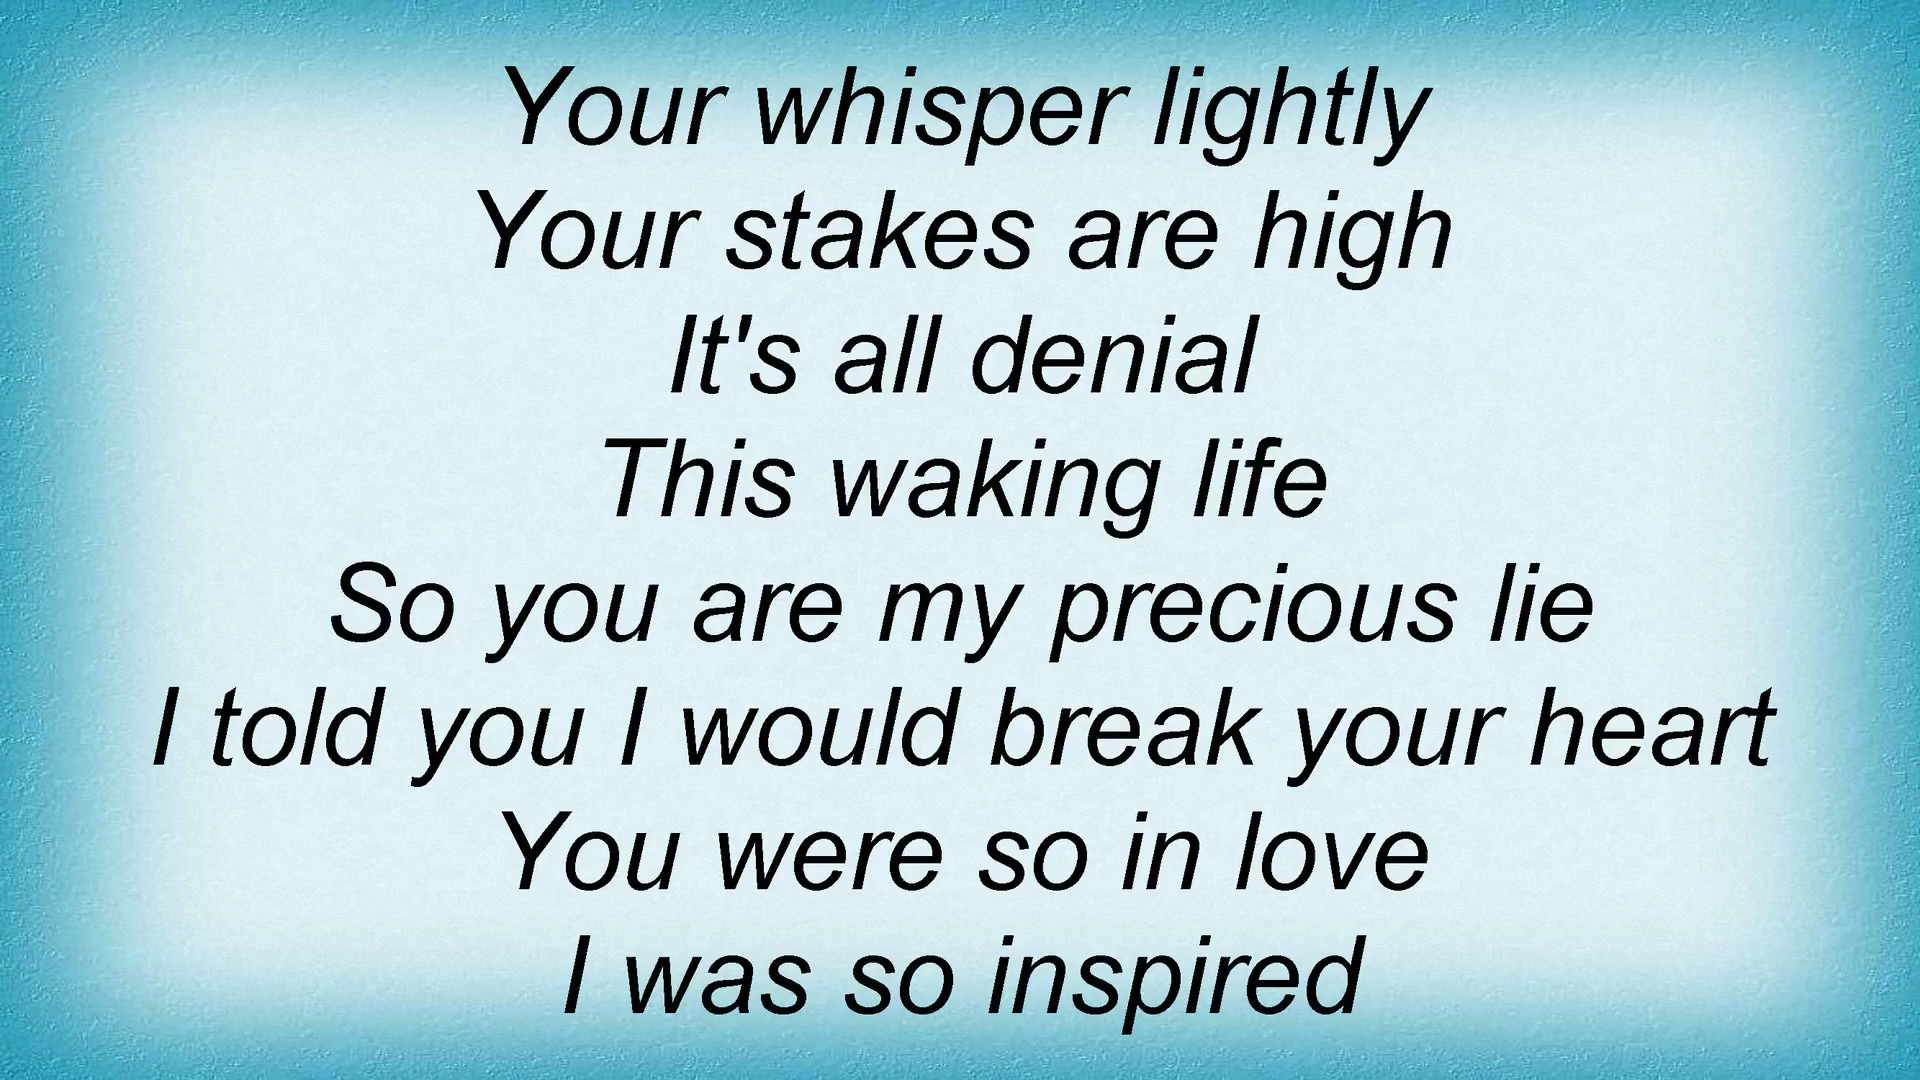 Your whisper lightly
Your stakes are high
It's all denial
This waking life
So you are my precious lie
I told you I would break your heart
You were so in love
I was so inspired